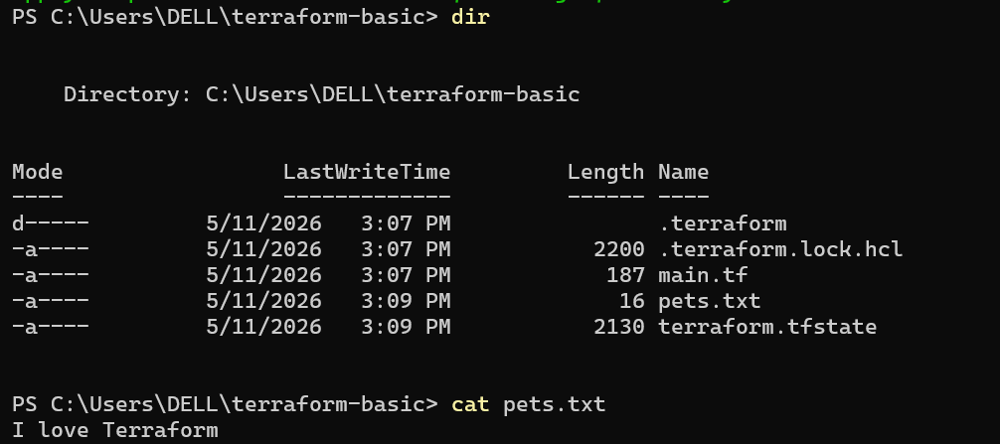 PS C:\Users\DELL\terraform-basic> dir
Directory: C:\Users\DELL\terraform-basic
Mode LastWriteTime Length Name
---- ------------- ------ ----
d----- 5/11/2026 3:07 PM .terraform
-a---- 5/11/2026 3:07 PM 2200 .terraform.lock.hcl
-a---- 5/11/2026 3:07 PM 187 main.tf
-a---- 5/11/2026 3:09 PM 16 pets.txt
-a---- 5/11/2026 3:09 PM 2130 terraform.tfstate
PS C:\Users\DELL\terraform-basic> cat pets.txt
I love Terraform